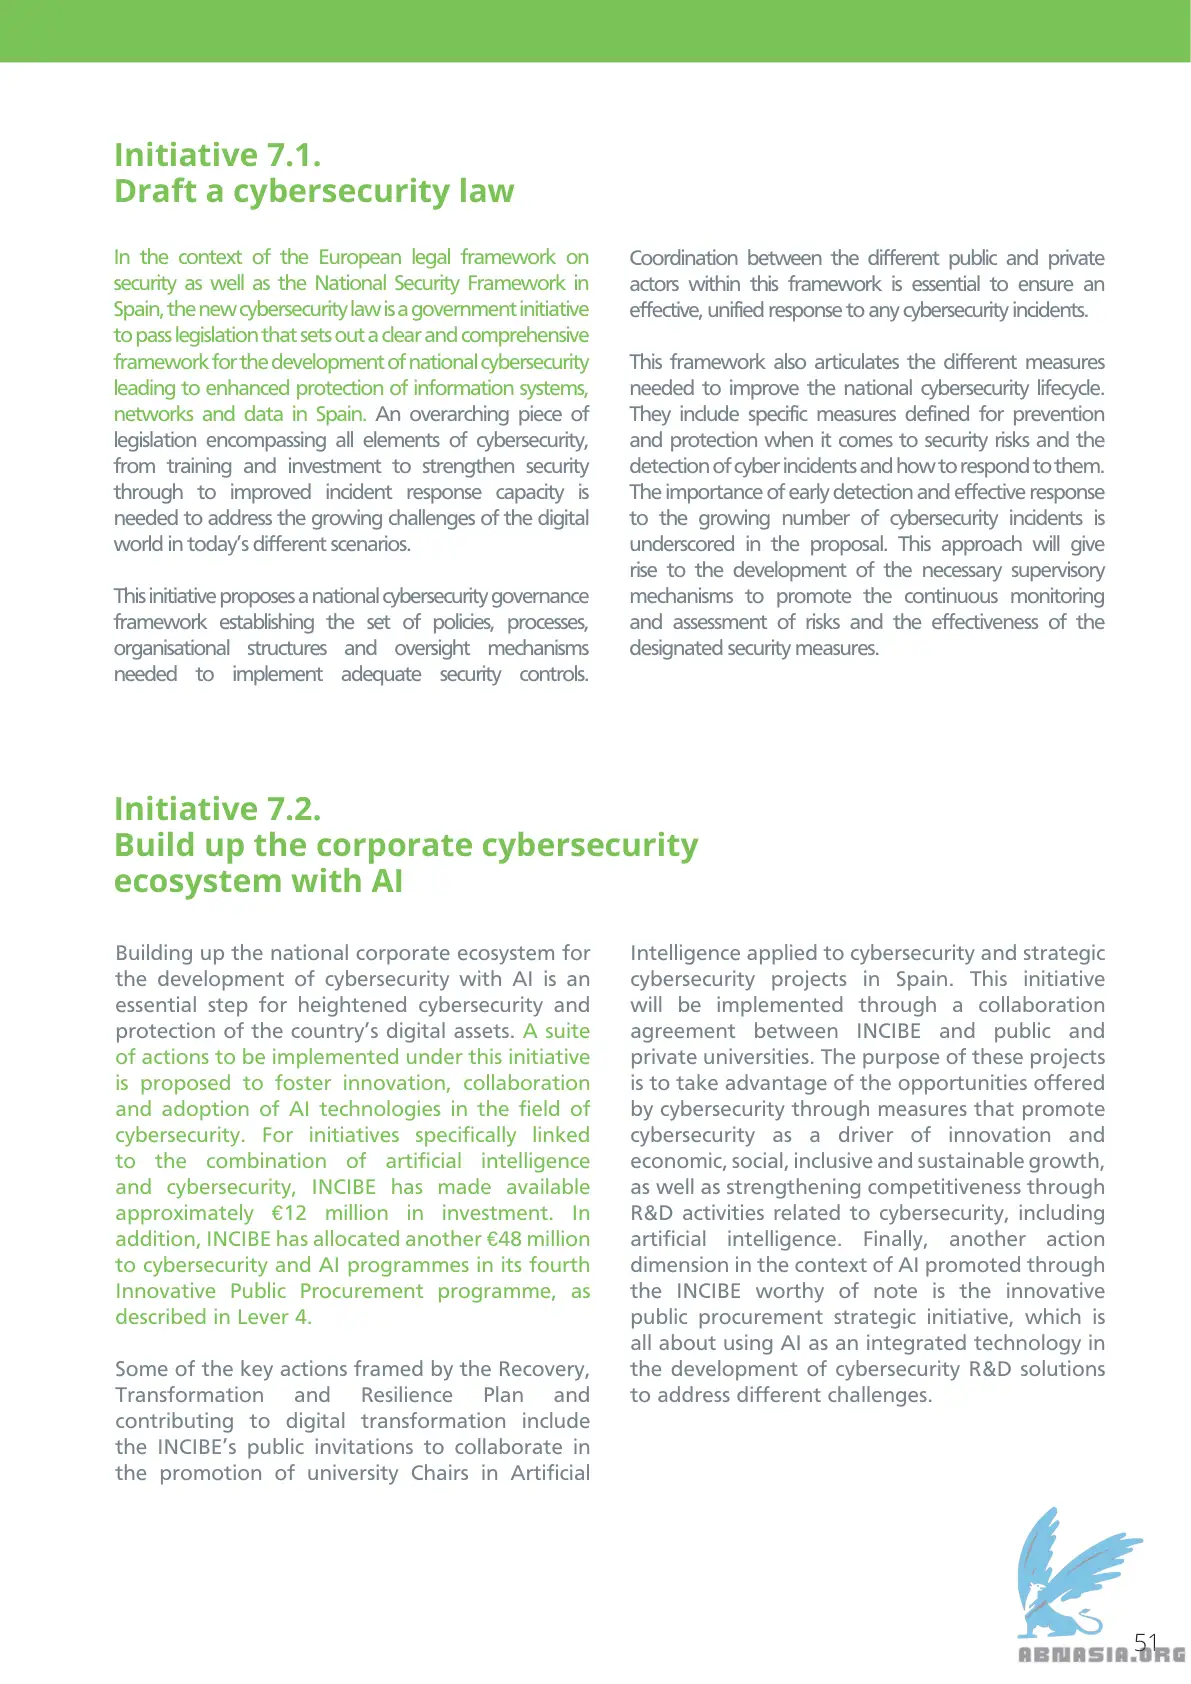 Initiative 7.1.
Draft a cybersecurity law
In the context of the European legal framework on
security as well as the National Security Framework in
Spain, the new cybersecurity law is a government initiative
to pass legislation that sets out a clear and comprehensive
framework for the development of national cybersecurity
leading to enhanced protection of information systems,
networks and data in Spain. An overarching piece of
legislation encompassing all elements of cybersecurity,
from training and investment to strengthen security
through to improved incident response capacity is
needed to address the growing challenges of the digital
world in today's different scenarios.
This initiative proposes a national cybersecurity governance
framework establishing the set of policies, processes,
organisational structures and oversight mechanisms
needed to implement adequate security controls.
Coordination between the different public and private
actors within this framework is essential to ensure an
effective, unified response to any cybersecurity incidents.
This framework also articulates the different measures
needed to improve the national cybersecurity lifecycle.
They include specific measures defined for prevention
and protection when it comes to security risks and the
detection of cyber incidents and how to respond to them.
The importance of early detection and effective response
to the growing number of cybersecurity incidents is
underscored in the proposal. This approach will give
rise to the development of the necessary supervisory
mechanisms to promote the continuous monitoring
and assessment of risks and the effectiveness of the
designated security measures.
Initiative 7.2.
Build up the corporate cybersecurity
ecosystem with AI
Building up the national corporate ecosystem for
the development of cybersecurity with AI is an
essential step for heightened cybersecurity and
protection of the country's digital assets. A suite
of actions to be implemented under this initiative
is proposed to foster innovation, collaboration
and adoption of AI technologies in the field of
cybersecurity. For initiatives specifically linked
to the combination of artificial intelligence
and cybersecurity, INCIBE has made available
approximately €12 million in investment. In
addition, INCIBE has allocated another €48 million
to cybersecurity and AI programmes in its fourth
Innovative Public Procurement programme, as
described in Lever 4.
Some of the key actions framed by the Recovery,
Transformation and Resilience Plan and
contributing to digital transformation include
the INCIBE's public invitations to collaborate in
the promotion of university Chairs in Artificial
Intelligence applied to cybersecurity and strategic
cybersecurity projects in Spain. This initiative
will be implemented through a collaboration
agreement between INCIBE and public and
private universities. The purpose of these projects
is to take advantage of the opportunities offered
by cybersecurity through measures that promote
cybersecurity as a driver of innovation and
economic, social, inclusive and sustainable growth,
as well as strengthening competitiveness through
R&D activities related to cybersecurity, including
artificial intelligence. Finally, another action
dimension in the context of AI promoted through
the INCIBE worthy of note is the innovative
public procurement strategic initiative, which is
all about using AI as an integrated technology in
the development of cybersecurity R&D solutions
to address different challenges.
51
ABNASIA.ORG